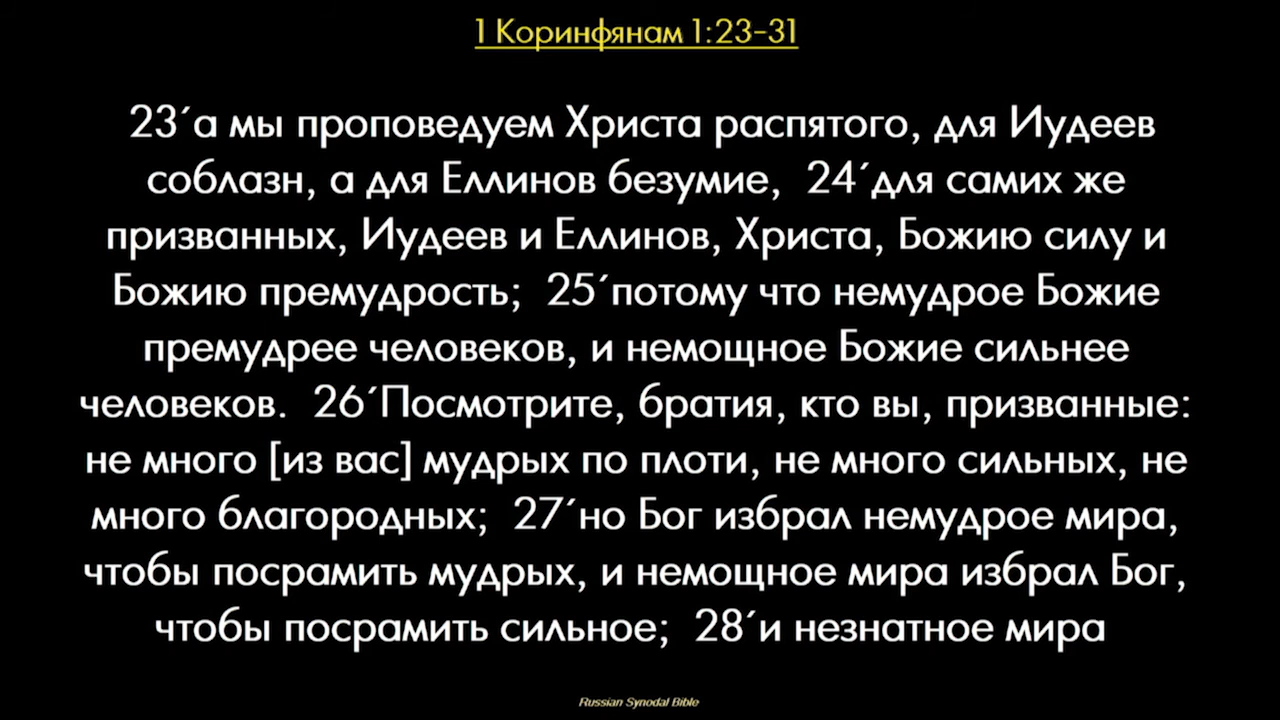 1 Коринфянам 1:23–31
23´а мы проповедуем Христа распятого, для Иудеев
соблазн, а для Еллинов безумие, 24´для самих же
призванных, Иудеев и Еллинов, Христа, Божию силу и
Божию премудрость; 25´потому что немудрое Божие
премудрее человеков, и немощное Божие сильнее
человеков. 26´Посмотрите, братия, кто вы, призванные:
не много [из вас] мудрых по плоти, не много сильных, не
много благородных; 27´но Бог избрал немудрое мира,
чтобы посрамить мудрых, и немощное мира избрал Бог,
чтобы посрамить сильное; 28´и незнатное мира
Russian Synodal Bible